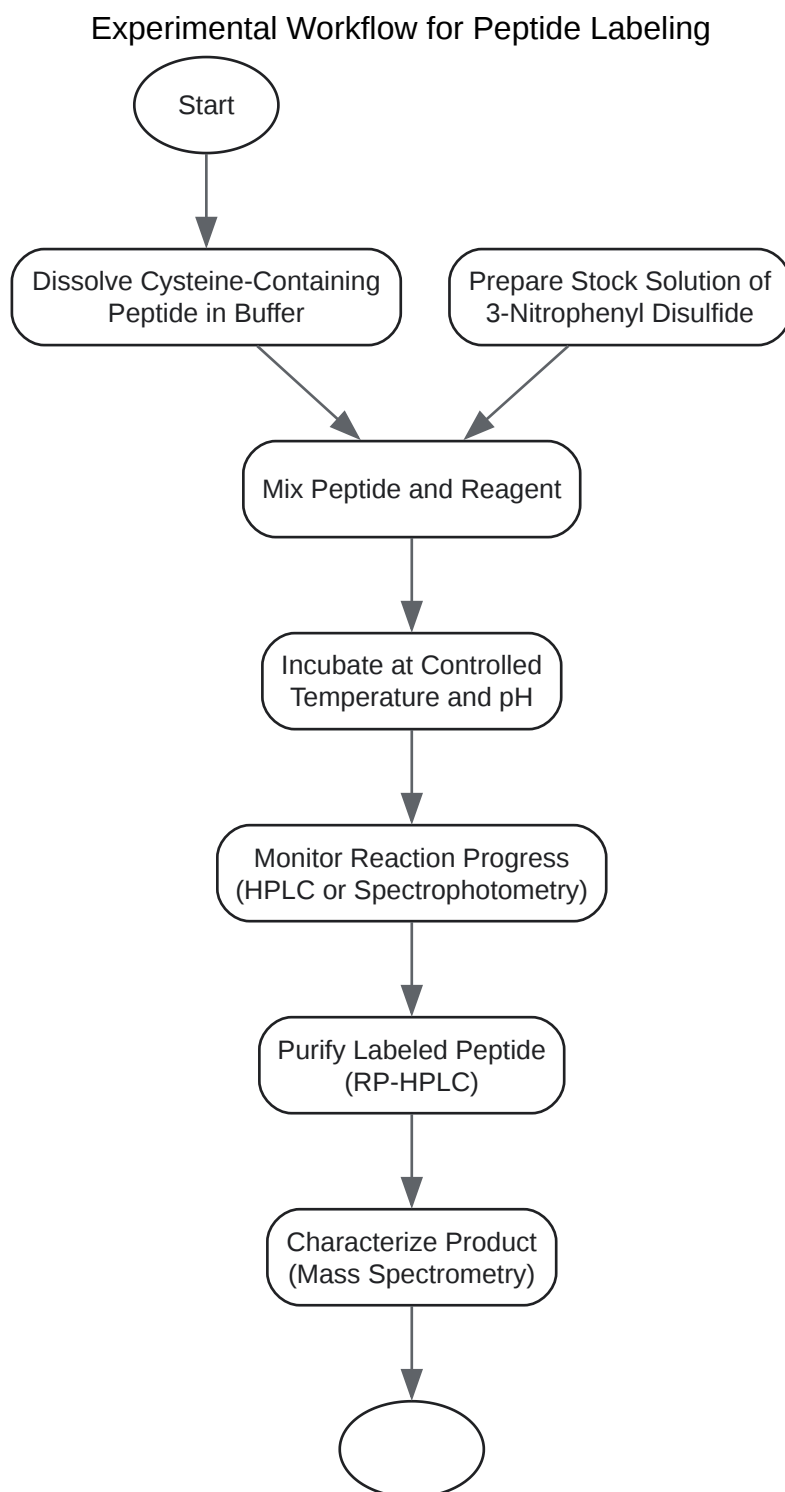 Experimental Workflow for Peptide Labeling
Start
Dissolve Cysteine-Containing
Peptide in Buffer
Prepare Stock Solution of
3-Nitrophenyl Disulfide
Mix Peptide and Reagent
Incubate at Controlled
Temperature and pH
Monitor Reaction Progress
(HPLC or Spectrophotometry)
Purify Labeled Peptide
(RP-HPLC)
Characterize Product
(Mass Spectrometry)